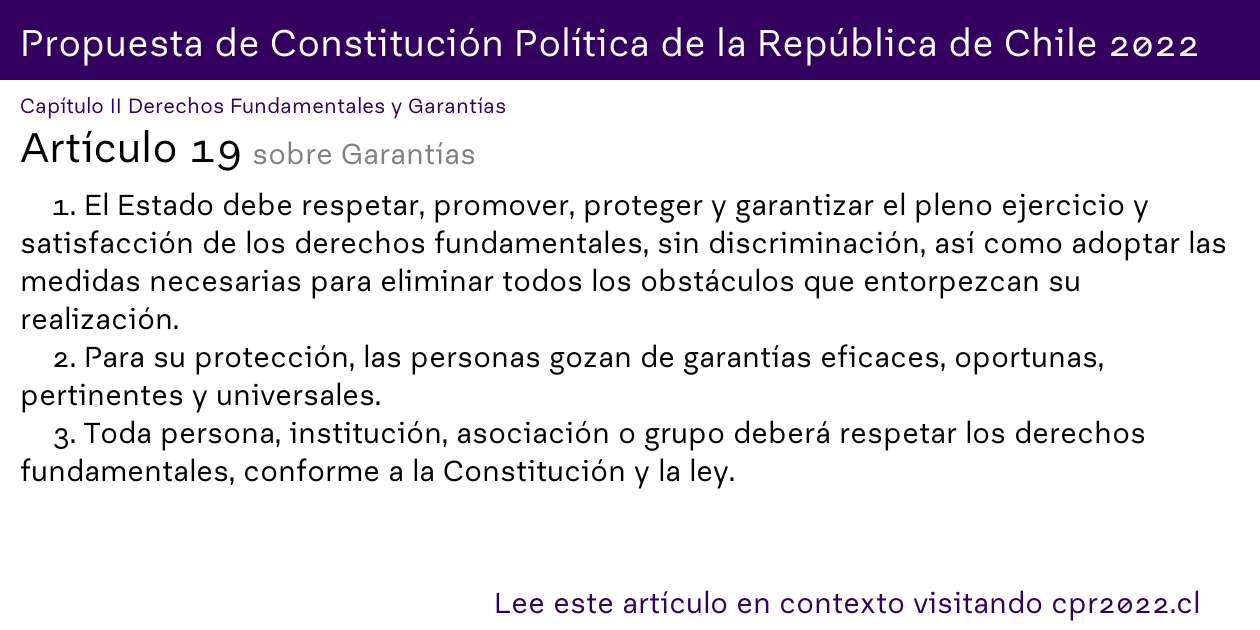 Propuesta de Constitución Política de la República de Chile 2022
Capítulo II Derechos Fundamentales y Garantías
Artículo 19 sobre Garantías
1. El Estado debe respetar, promover, proteger y garantizar el pleno ejercicio y
satisfacción de los derechos fundamentales, sin discriminación, así como adoptar las
medidas necesarias para eliminar todos los obstáculos que entorpezcan su
realización.
2. Para su protección, las personas gozan de garantías eficaces, oportunas,
pertinentes y universales.
3. Toda persona, institución, asociación o grupo deberá respetar los derechos
fundamentales, conforme a la Constitución y la ley.
Lee este artículo en contexto visitando cpr2022.cl